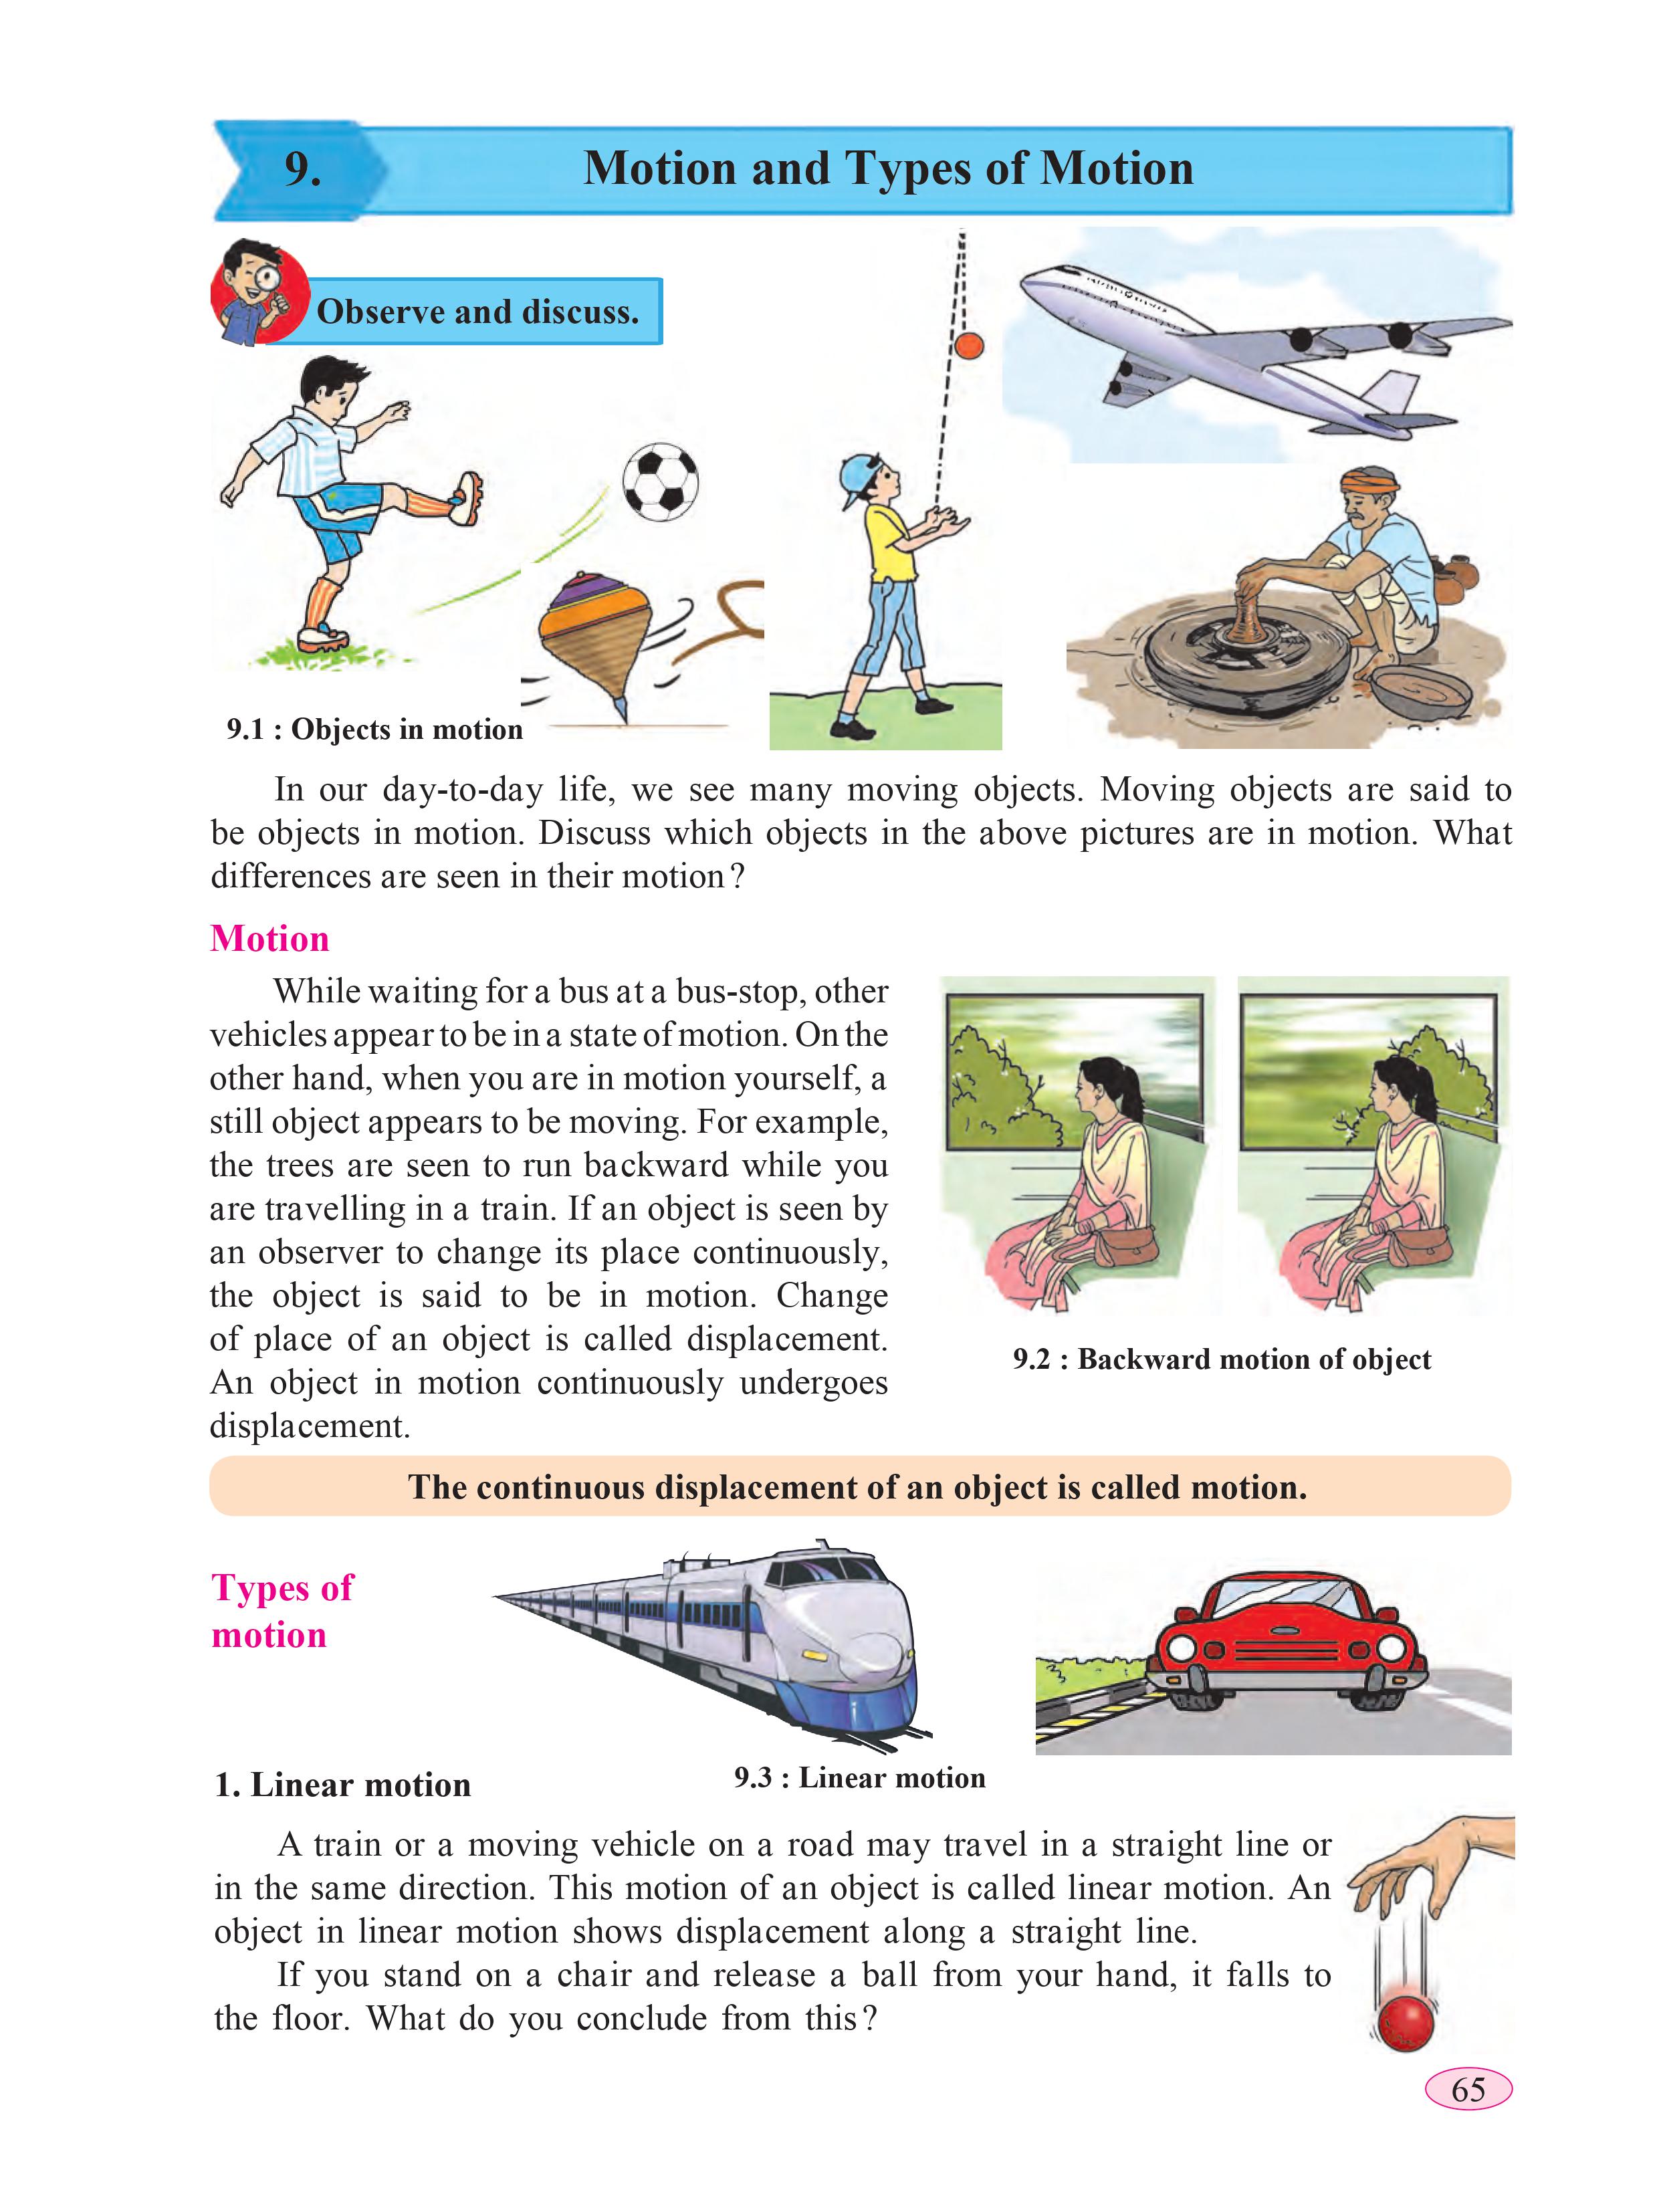 9.
Motion and Types of Motion
Observe and discuss.
9.1 : Objects in motion
In our day-to-day life, we see many moving objects. Moving objects are said to
be objects in motion. Discuss which objects in the above pictures are in motion. What
differences are seen in their motion ?
Motion
While waiting for a bus at a bus-stop, other
vehicles appear to be in a state of motion. On the
other hand, when you are in motion yourself, a
still object appears to be moving. For example,
the trees are seen to run backward while you
are travelling in a train. If an object is seen by
an observer to change its place continuously,
the object is said to be in motion. Change
of place of an object is called displacement.
An object in motion continuously undergoes
displacement.
9.2 : Backward motion of object
The continuous displacement of an object is called motion.
Types of
motion
9.3 : Linear motion
1. Linear motion
A train or a moving vehicle on a road may travel in a straight line or
in the same direction. This motion of an object is called linear motion. An
object in linear motion shows displacement along a straight line.
If you stand on a chair and release a ball from your hand, it falls to
the floor. What do you conclude from this ?
65